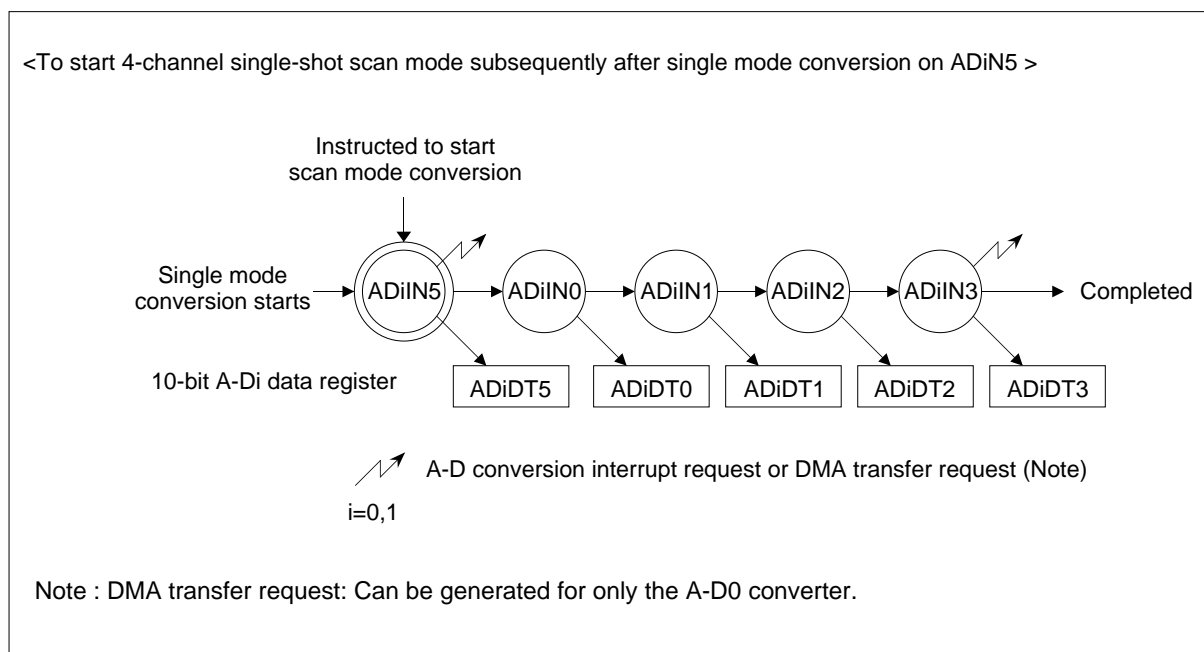 <To start 4-channel single-shot scan mode subsequently after single mode conversion on ADiN5 >
Instructed to start
scan mode conversion
Single mode
conversion starts
ADiIN5
ADiIN0
ADiIN1
ADiIN2
ADiIN3
Completed
10-bit A-Di data register
ADiDT5
ADiDT0
ADiDT1
ADiDT2
ADiDT3
A-D conversion interrupt request or DMA transfer request (Note)
i=0,1
Note : DMA transfer request: Can be generated for only the A-D0 converter.